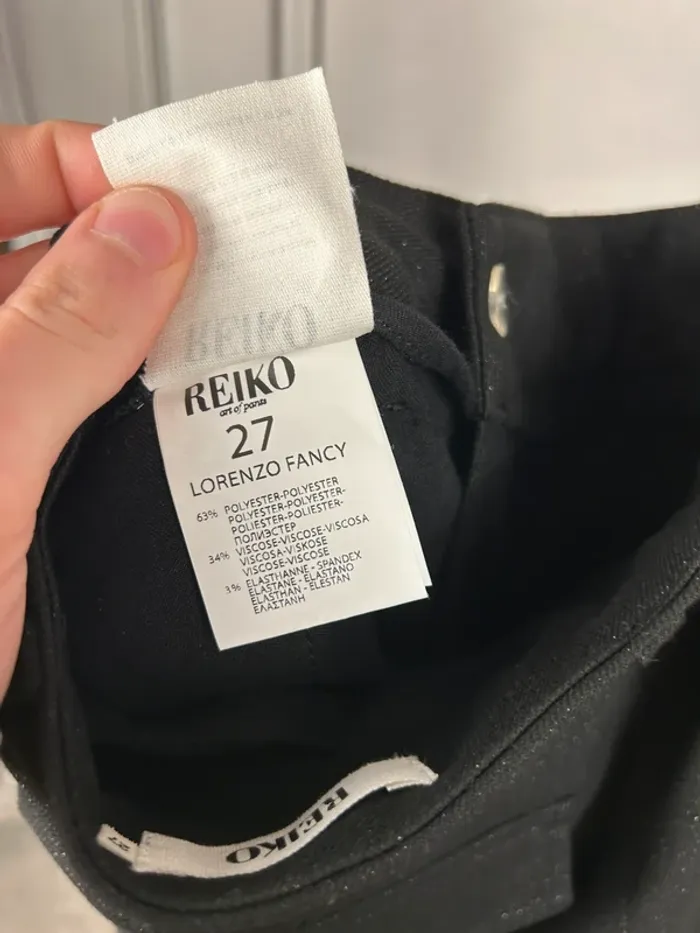 REIKO
REIKO
art of pants
27
LORENZO FANCY
63% POLYESTER-POLYESTER
POLYESTER-POLYESTER-
POLIESTER-POLIESTER-
ПОЛИЭСТЕР
34% VISCOSE-VISCOSE-VISCOSA
VISCOSA-VISKOSE
VISCOSE-VISCOSE
3% ELASTHANNE - SPANDEX
ELASTANE - ELASTANO
ELASTHAN - ELESTAN
ΕΛΑΣΤΑΝΗ
REIKO
27